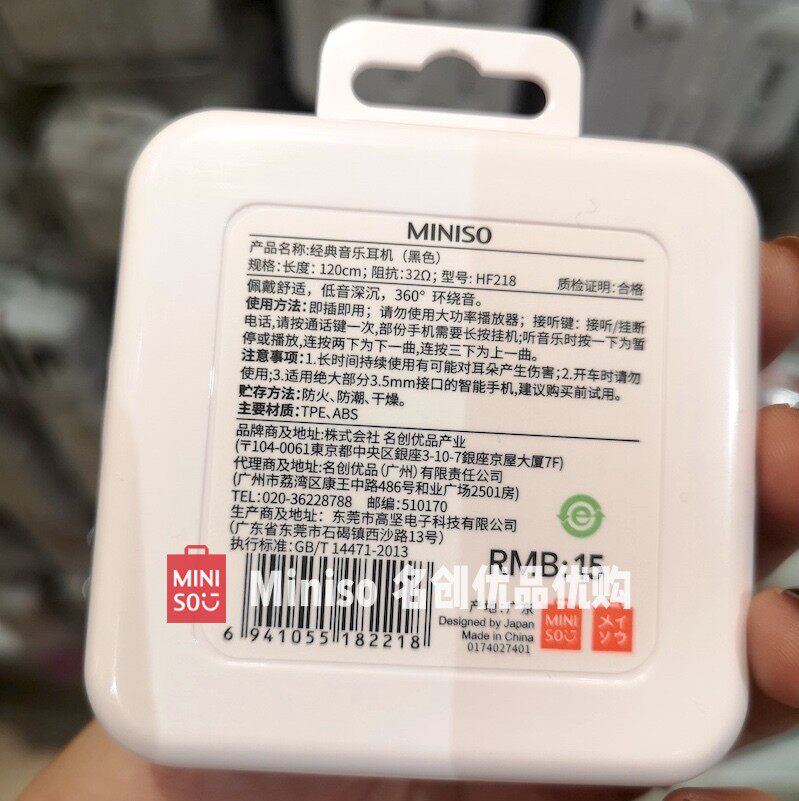 MINISO
产品名称:经典音乐耳机（黑色）
规格:长度：120cm；阻抗:32Ω；型号: HF218 质检证明:合格
佩戴舒适，低音深沉，360°环绕音。
使用方法:即插即用；请勿使用大功率播放器；接听键：接听/挂断
电话,请按通话键一次,部份手机需要长按挂机;听音乐时按一下为暂
停或播放,连按两下为下一曲,连按三下为上一曲。
注意事项:1.长时间持续使用有可能对耳朵产生伤害;2.开车时请勿
使用;3.适用绝大部分3.5mm接口的智能手机,建议购买前试用。
贮存方法:防火、防潮、干燥。
主要材质:TPE、ABS
品牌商及地址:株式会社 名创优品产业
(〒104-0061東京都中央区銀座3-10-7銀座京屋大厦7F)
代理商及地址:名创优品（广州）有限责任公司
(广州市荔湾区康王中路486号和业广场2501房)
TEL:020-36228788 邮编:510170
生产商及地址：东莞市高坚电子科技有限公司
(广东省东莞市石碣镇西沙路13号）
执行标准:GB/T 14471-2013
RMB:15
MINI
SO
Miniso 名创优品优购
产地:广东
Designed by Japan
Made in China
0174027401
MINI
SO
メイ
ソウ
6 941055 182218